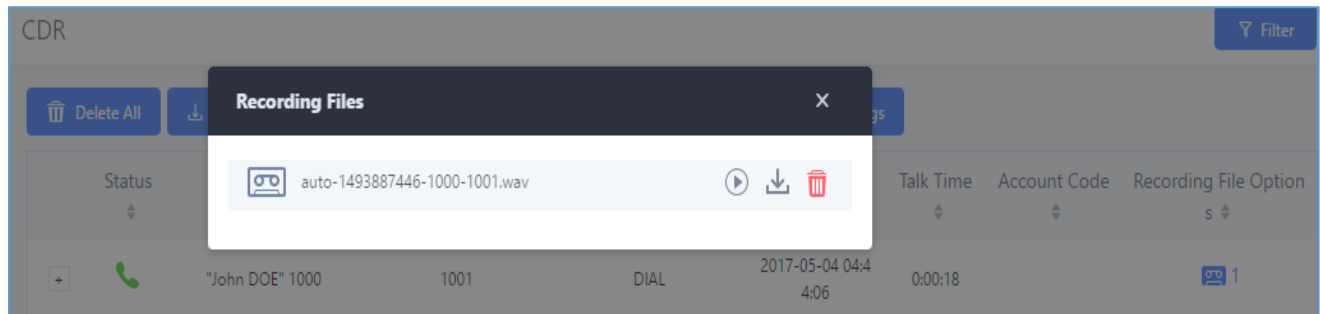 CDR
Filter
Delete All
Recording Files
X
gs
auto-1493887446-1000-1001.wav
Status
Talk Time
Account Code
Recording File Option
s
+
"John DOE" 1000
1001
DIAL
2017-05-04 04:4
4:06
0:00:18
1